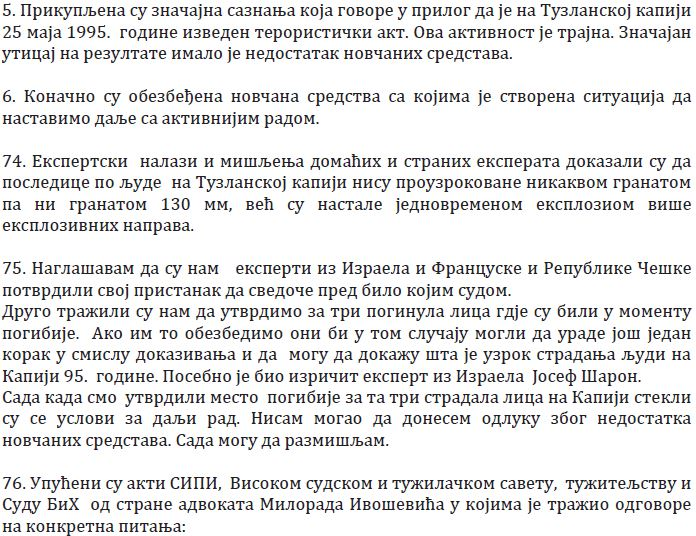 5. Прикупљена су значајна сазнања која говоре у прилог да је на Тузланској капији
25 маја 1995.  године изведен терористички акт. Ова активност је трајна. Значајан
утицај на резултате имало је недостатак новчаних средстава.
6. Коначно су обезбеђена новчана средства са којима је створена ситуација да
наставимо даље са активнијим радом.
74. Експертски  налази и мишљења домаћих и страних експерата доказали су да
последице по људе  на Тузланској капији нису проузроковане никаквом гранатом
па ни гранатом 130 мм, већ су настале једновременом експлозиом више
експлозивних направа.
75. Наглашавам да су нам   експерти из Израела и Француске и Републике Чешке
потврдили свој пристанак да сведоче пред било којим судом.
Друго тражили су нам да утврдимо за три погинула лица гдје су били у моменту
погибије.  Ако им то обезбедимо они би у том случају могли да ураде још један
корак у смислу доказивања и да  могу да докажу шта је узрок страдања људи на
Капији 95.  године. Посебно је био изричит експерт из Израела  Јосеф Шарон.
Сада када смо  утврдили место  погибије за та три страдала лица на Капији стекли
су се услови за даљи рад. Нисам могао да донесем одлуку због недостатка
новчаних средстава. Сада могу да размишљам.
76. Упућени су акти СИПИ,  Високом судском и тужилачком савету,  тужитељству и
Суду БиХ  од стране адвоката Милорада Ивошевића у којима је тражио одговоре
на конкретна питања: